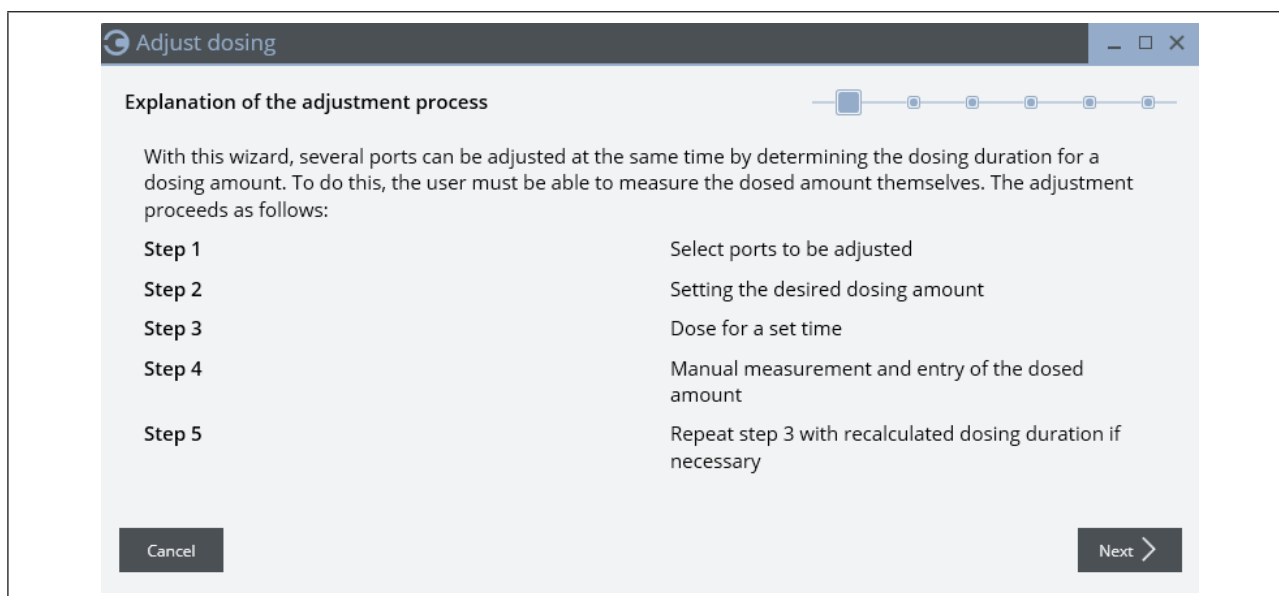 Adjust dosing
Explanation of the adjustment process
With this wizard, several ports can be adjusted at the same time by determining the dosing duration for a
dosing amount. To do this, the user must be able to measure the dosed amount themselves. The adjustment
proceeds as follows:
Step 1 Select ports to be adjusted
Step 2 Setting the desired dosing amount
Step 3 Dose for a set time
Step 4 Manual measurement and entry of the dosed
amount
Step 5 Repeat step 3 with recalculated dosing duration if
necessary
Cancel Next